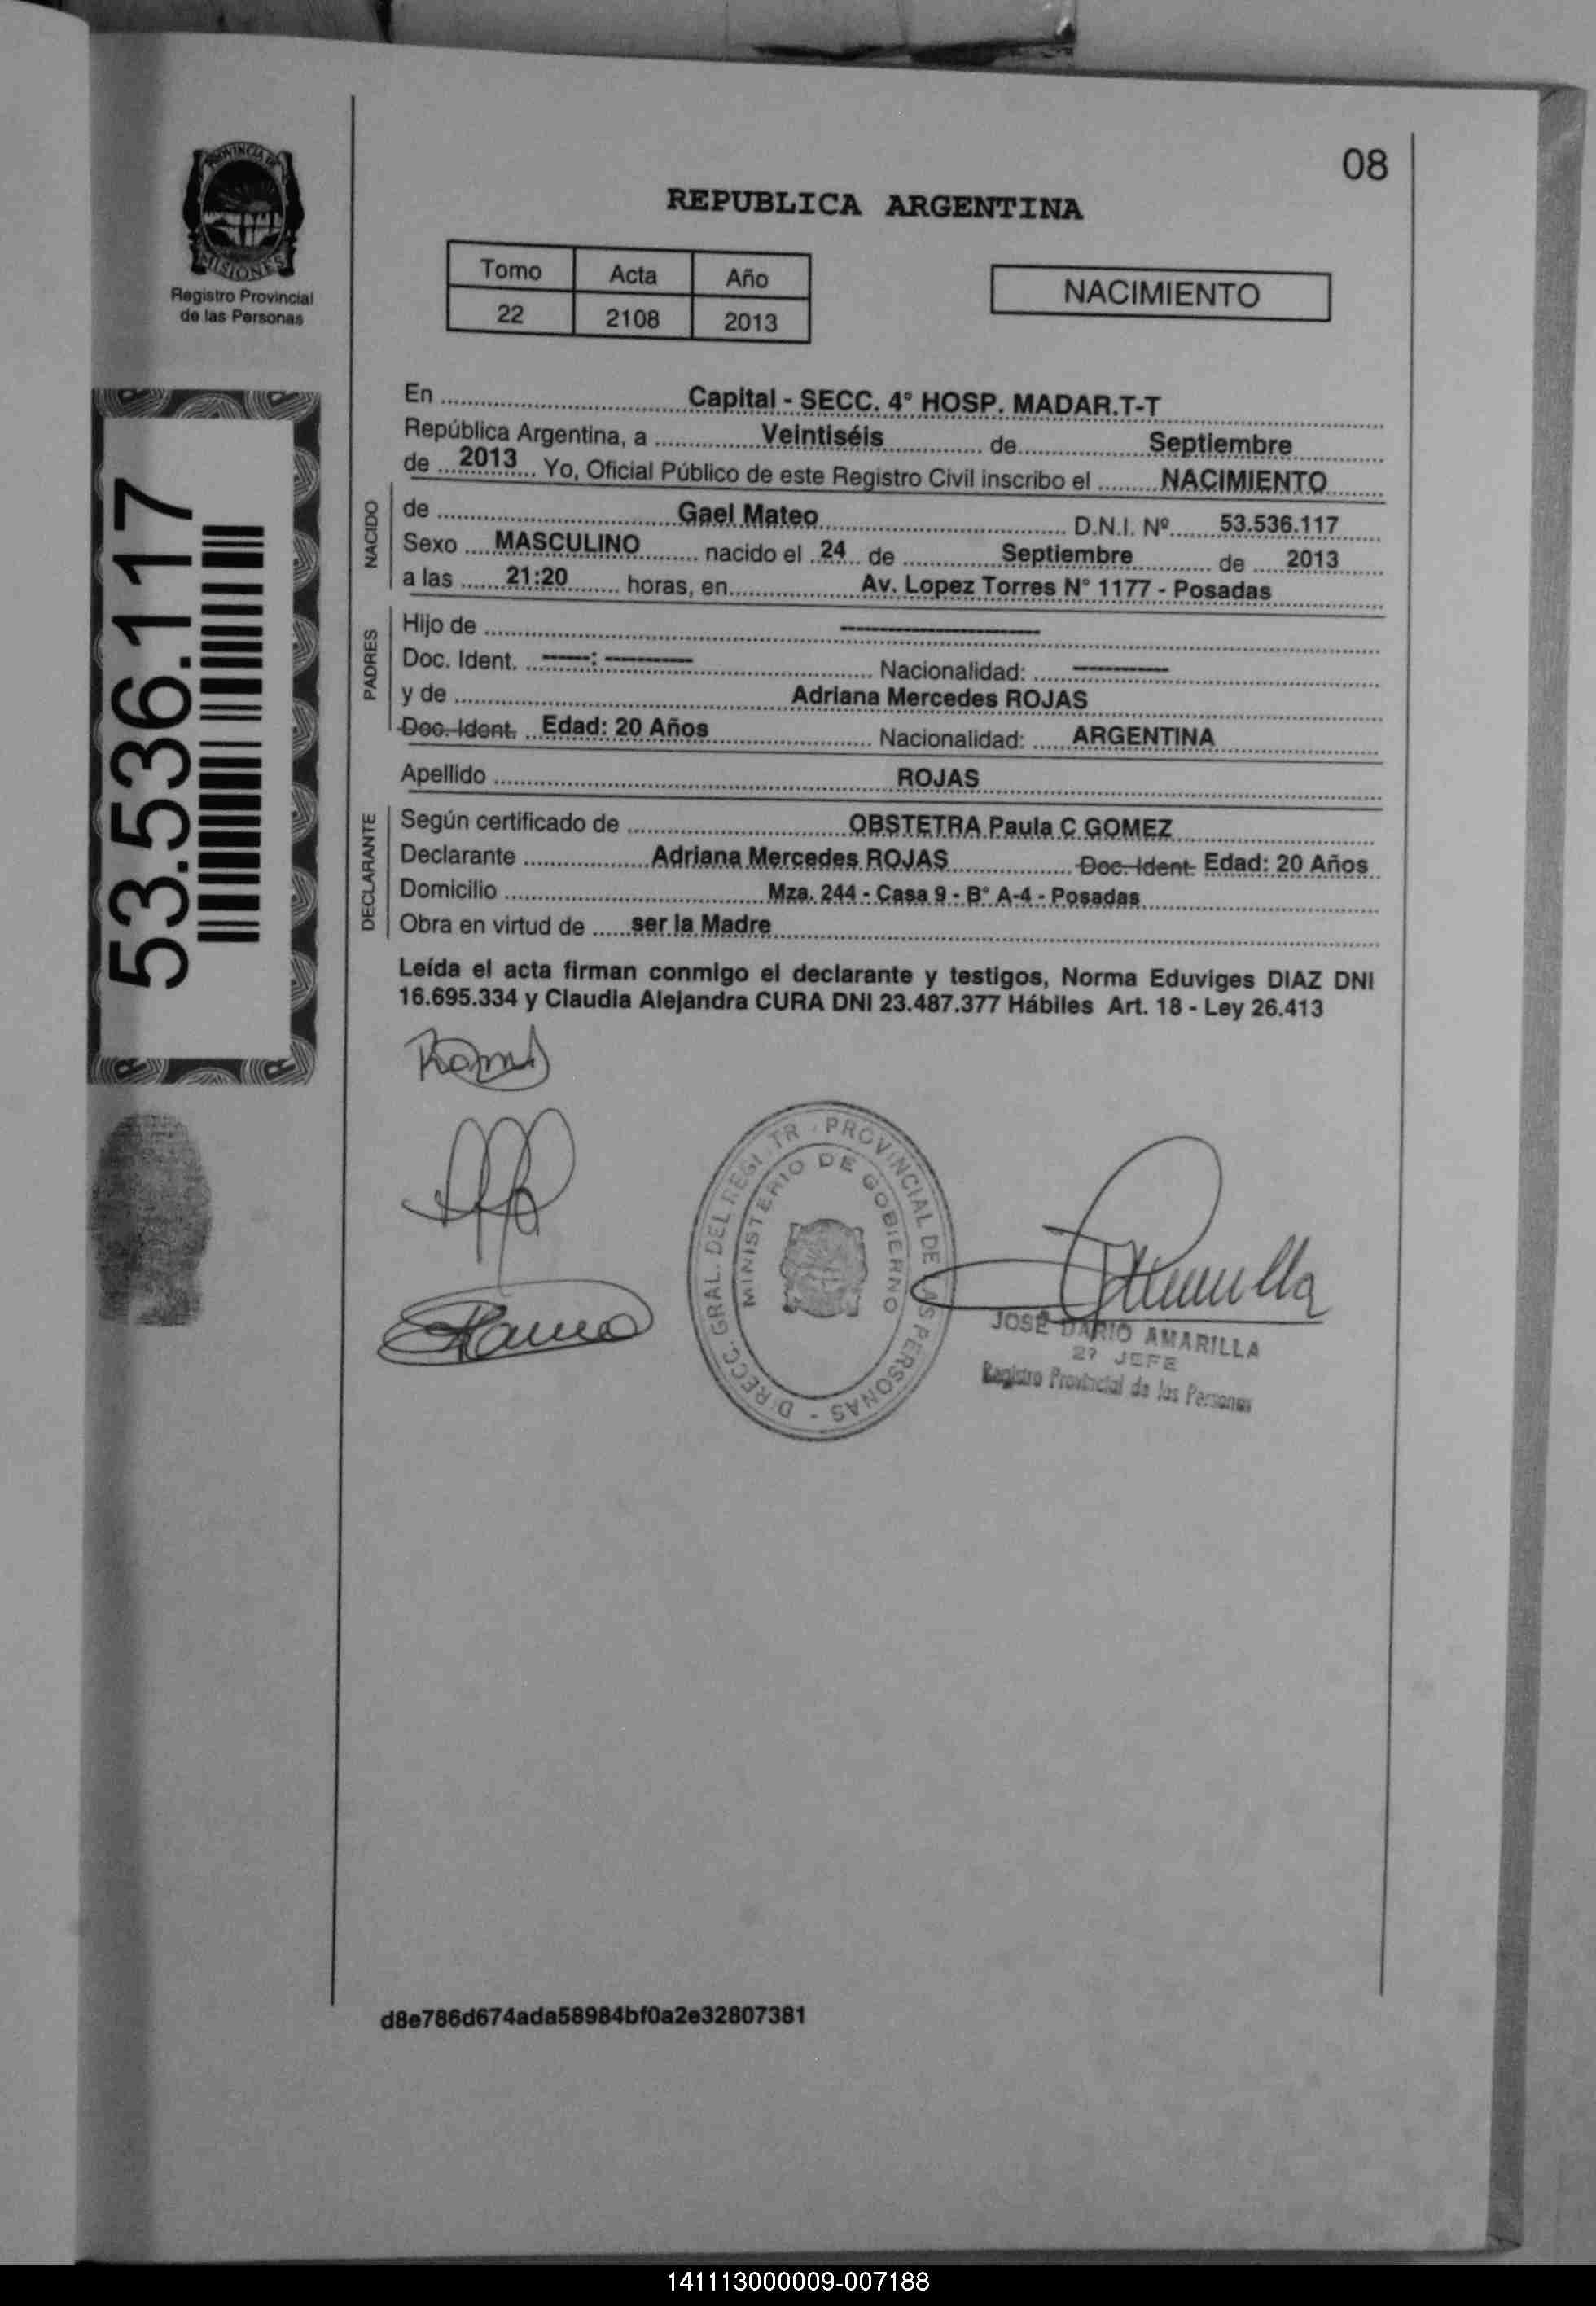 08
PROVINCIA DE
MISIONES
Registro Provincial
de las Personas
REPUBLICA ARGENTINA
Tomo Acta Año
22 2108 2013
NACIMIENTO
53.536.117
En ........ Capital - SECC. 4° HOSP. MADAR.T-T
República Argentina, a ........ Veintiséis ........ de ........ Septiembre
de ... 2013 ... Yo, Oficial Público de este Registro Civil inscribo el ........ NACIMIENTO
NACIDO
de ........ Gael Mateo ........ D.N.I. Nº ...... 53.536.117
Sexo .... MASCULINO ........ nacido el .. 24 .. de ........ Septiembre ........ de .... 2013
a las ...... 21:20 ........ horas, en ........ Av. Lopez Torres N° 1177 - Posadas
PADRES
Hijo de ........ ----------
Doc. Ident. .. -----: -------- ........ Nacionalidad: .... --------
y de ........ Adriana Mercedes ROJAS
Doc. Ident. .. Edad: 20 Años ........ Nacionalidad: ..... ARGENTINA
Apellido ........ ROJAS
DECLARANTE
Según certificado de ........ OBSTETRA Paula C GOMEZ
Declarante ........ Adriana Mercedes ROJAS ........ Doc. Ident. Edad: 20 Años
Domicilio ........ Mza. 244 - Casa 9 - B° A-4 - Posadas
Obra en virtud de ...... ser la Madre
Leída el acta firman conmigo el declarante y testigos, Norma Eduviges DIAZ DNI
16.695.334 y Claudia Alejandra CURA DNI 23.487.377 Hábiles Art. 18 - Ley 26.413
DIRECC. GRAL. DEL REGISTR. PROVINCIAL DE LAS PERSONAS -
MINISTERIO DE GOBIERNO
JOSE DARIO AMARILLA
2º JEFE
Registro Provincial de las Personas
d8e786d674ada58984bf0a2e32807381
141113000009-007188